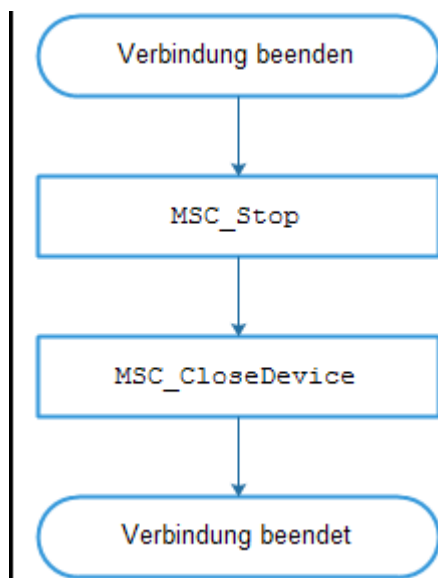 Verbindung beenden
MSC_Stop
MSC_CloseDevice
Verbindung beendet